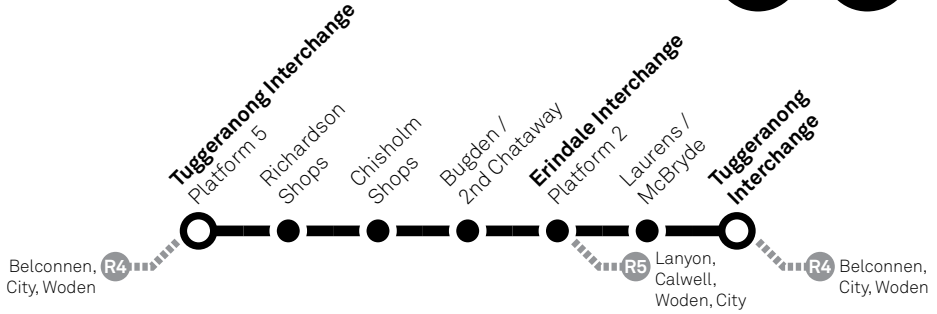 Tuggeranong Interchange
Platform 5
Richardson
Shops
Chisholm
Shops
Bugden /
2nd Chataway
Erindale Interchange
Platform 2
Laurens /
McBryde
Tuggeranong
Interchange
Belconnen,
City, Woden
R4
R5
Lanyon,
Calwell,
Woden, City
R4
Belconnen,
City, Woden